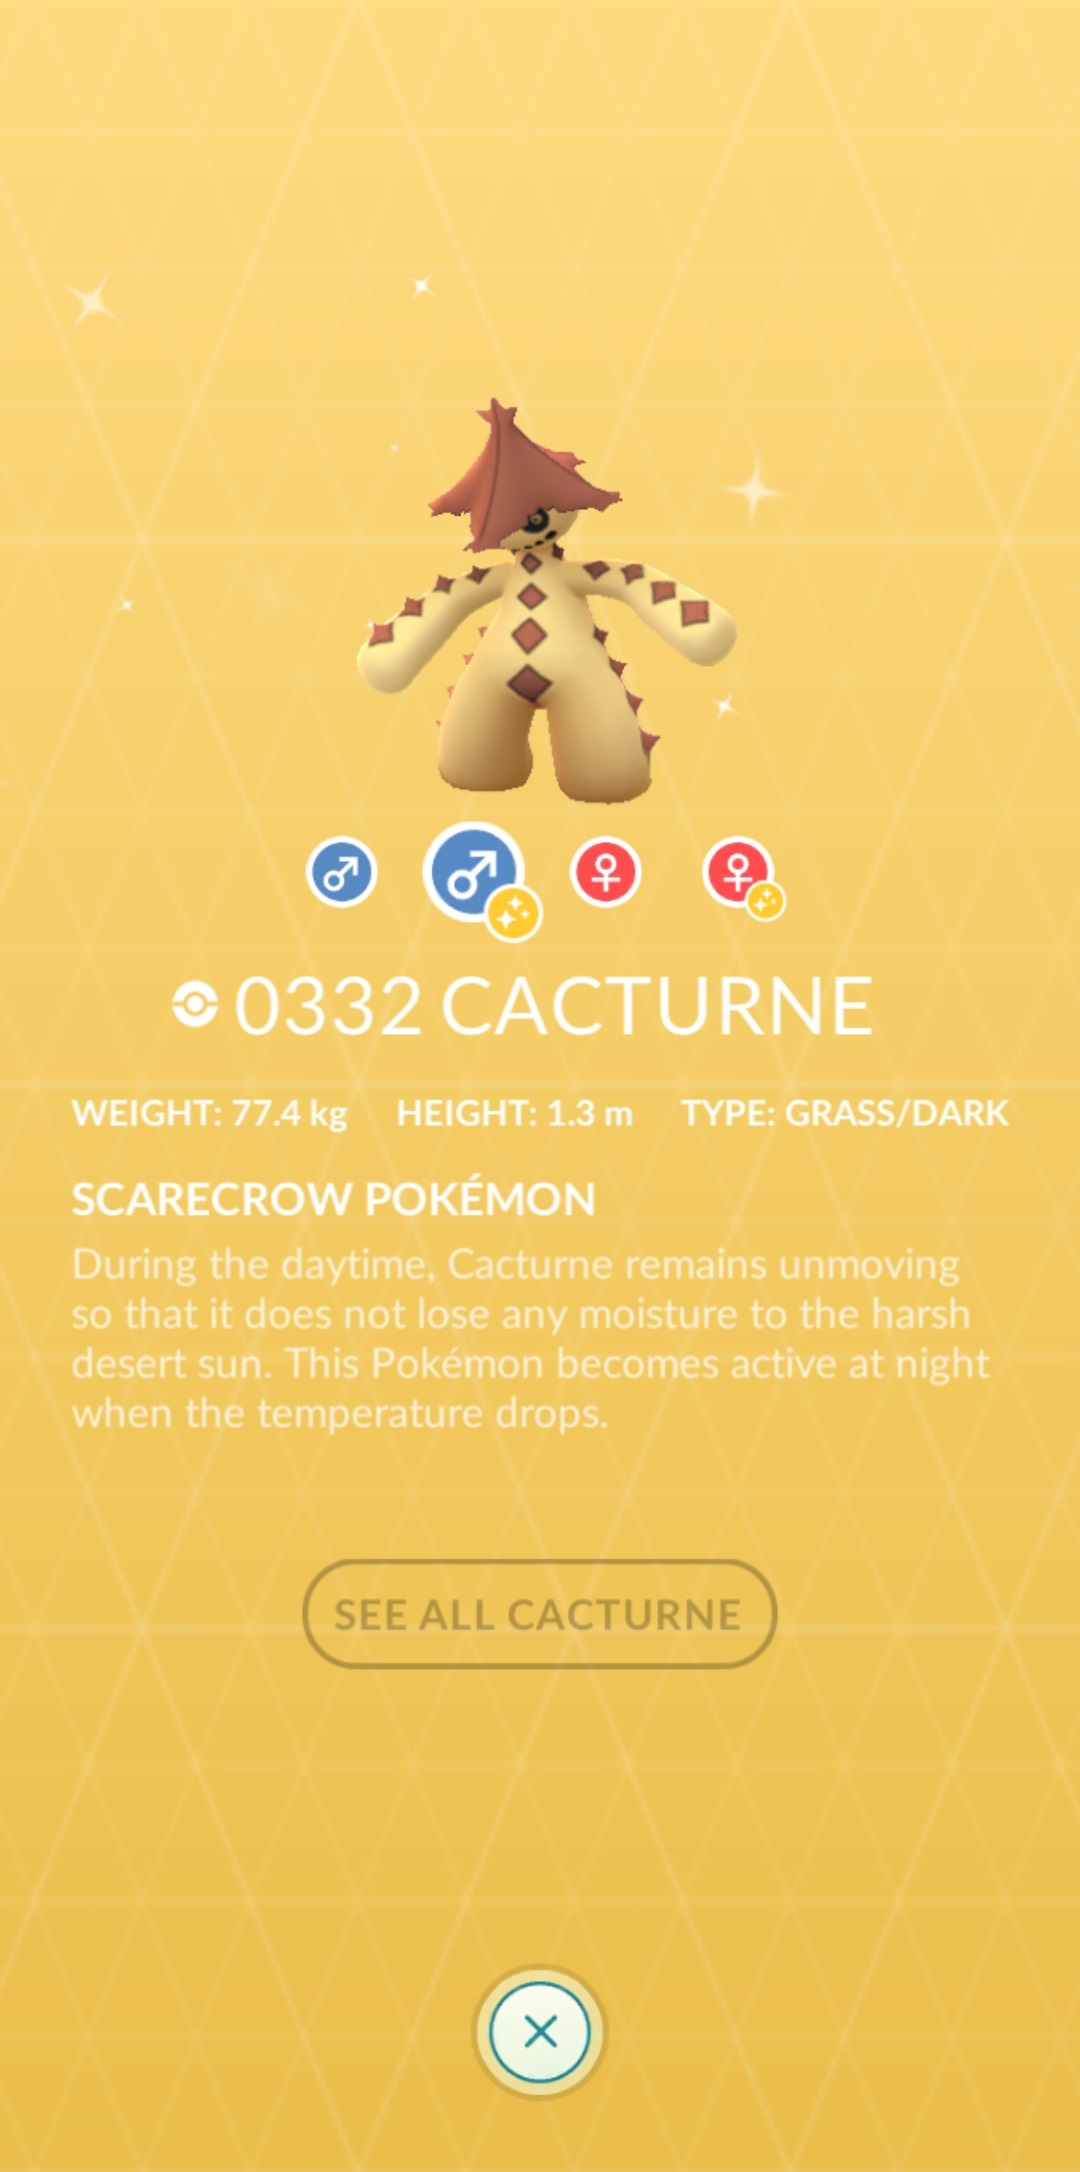 0332 CACTURNE
WEIGHT: 77.4 kg HEIGHT: 1.3 m TYPE: GRASS/DARK
SCARECROW POKÉMON
During the daytime, Cacturne remains unmoving
so that it does not lose any moisture to the harsh
desert sun. This Pokémon becomes active at night
when the temperature drops.
SEE ALL CACTURNE